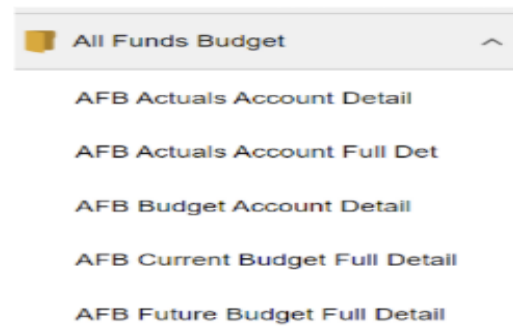 All Funds Budget
AFB Actuals Account Detail
AFB Actuals Account Full Det
AFB Budget Account Detail
AFB Current Budget Full Detail
AFB Future Budget Full Detail